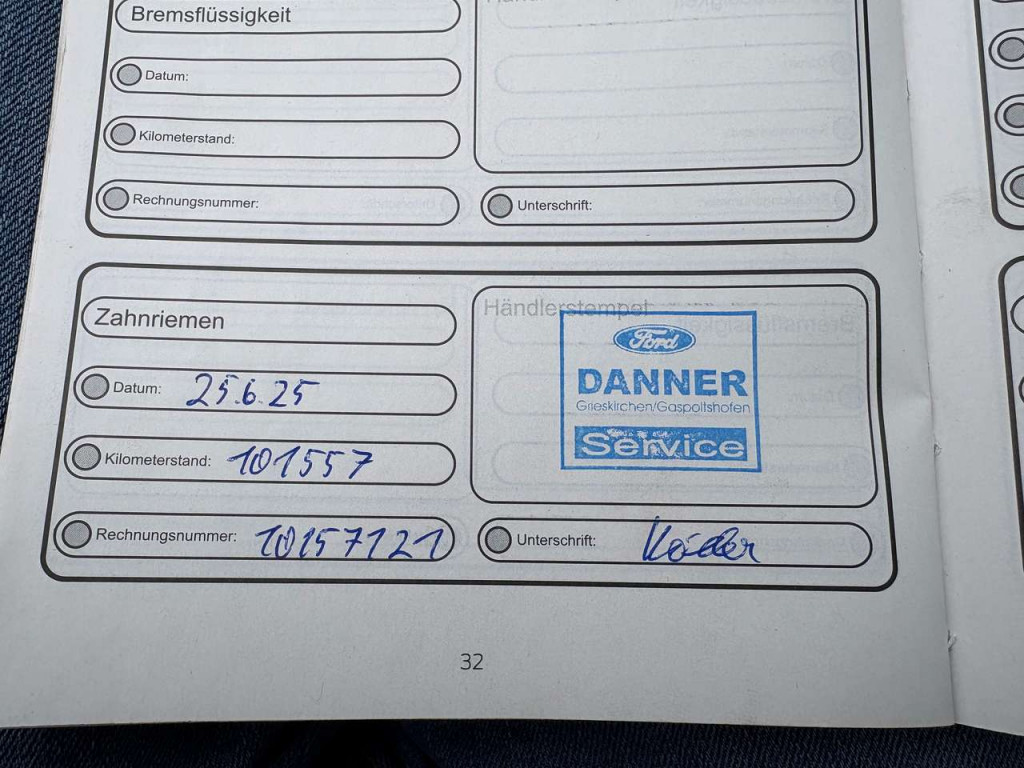 Bremsflüssigkeit
Datum:
Kilometerstand:
Rechnungsnummer:
Unterschrift:
Zahnriemen
Datum: 25.6.25
Kilometerstand: 101557
Rechnungsnummer: 10157121
Händlerstempel
Ford
DANNER
Grieskirchen/Gaspoltshofen
Service
Unterschrift:
32